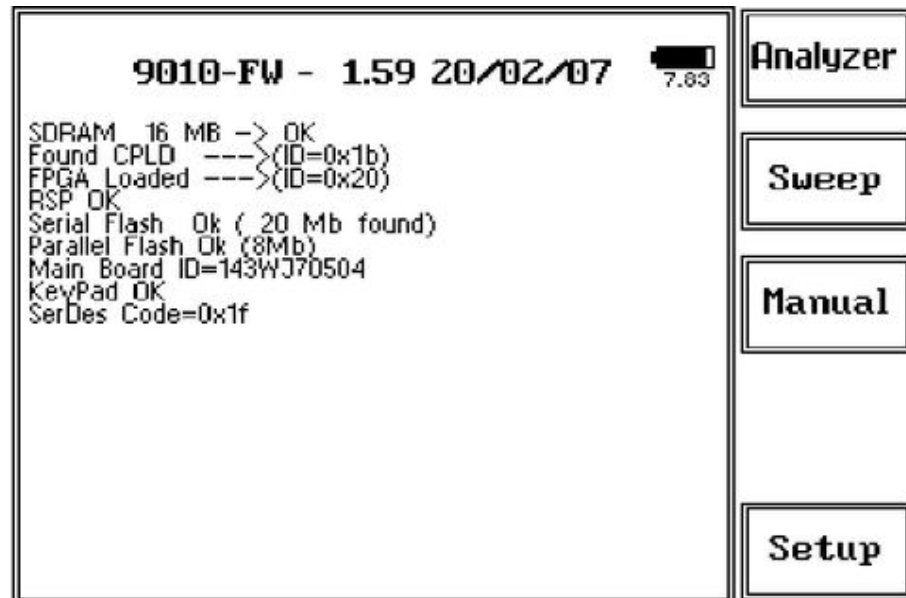 9010-FW - 1.59 20/02/07
7.83
SDRAM 16 MB -> OK
Found CPLD --->(ID=0x1b)
FPGA Loaded --->(ID=0x20)
RSP OK
Serial Flash Ok ( 20 Mb found)
Parallel Flash Ok (8Mb)
Main Board ID=143WJ70504
KeyPad OK
SerDes Code=0x1f
Analyzer
Sweep
Manual
Setup